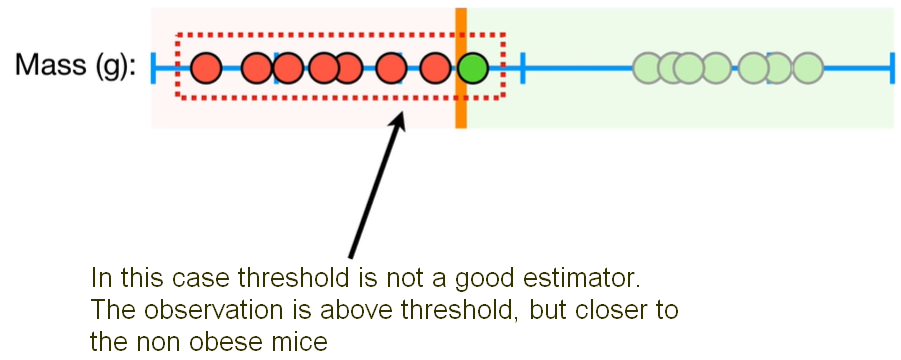 Mass (g):
In this case threshold is not a good estimator.
The observation is above threshold, but closer to
the non obese mice